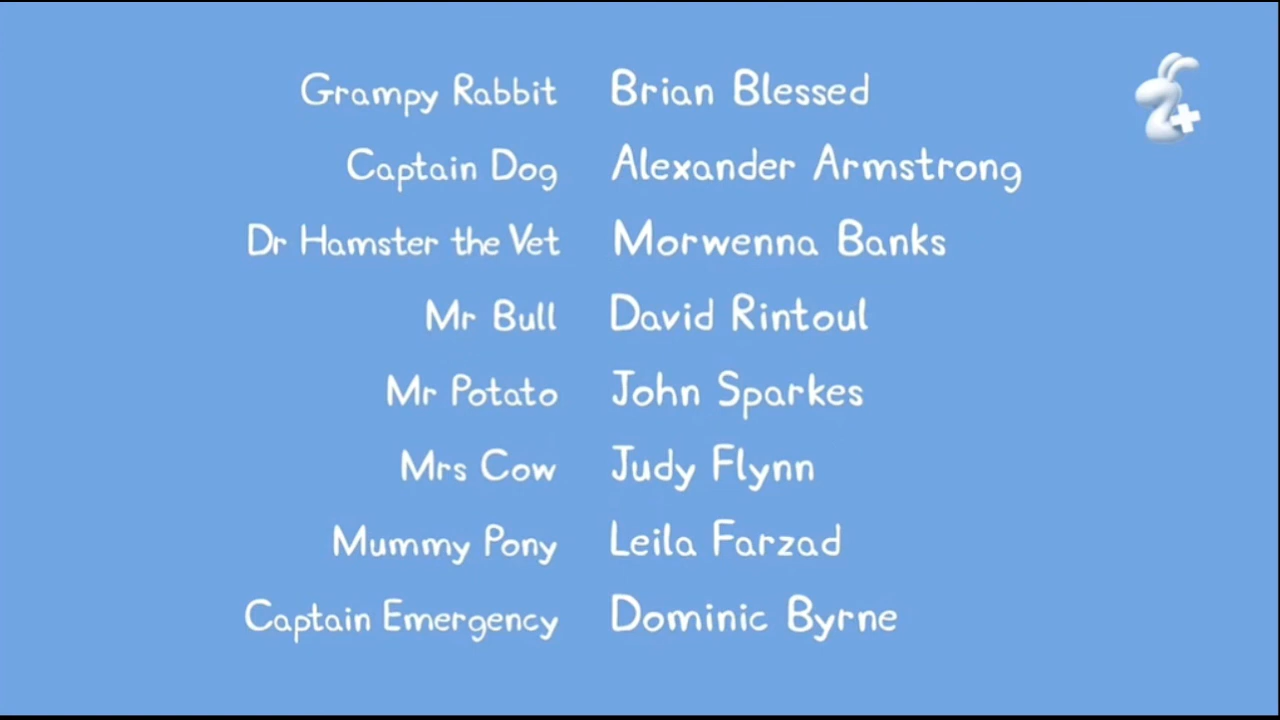 Grampy Rabbit Brian Blessed
Captain Dog Alexander Armstrong
Dr Hamster the Vet Morwenna Banks
Mr Bull David Rintoul
Mr Potato John Sparkes
Mrs Cow Judy Flynn
Mummy Pony Leila Farzad
Captain Emergency Dominic Byrne
2+